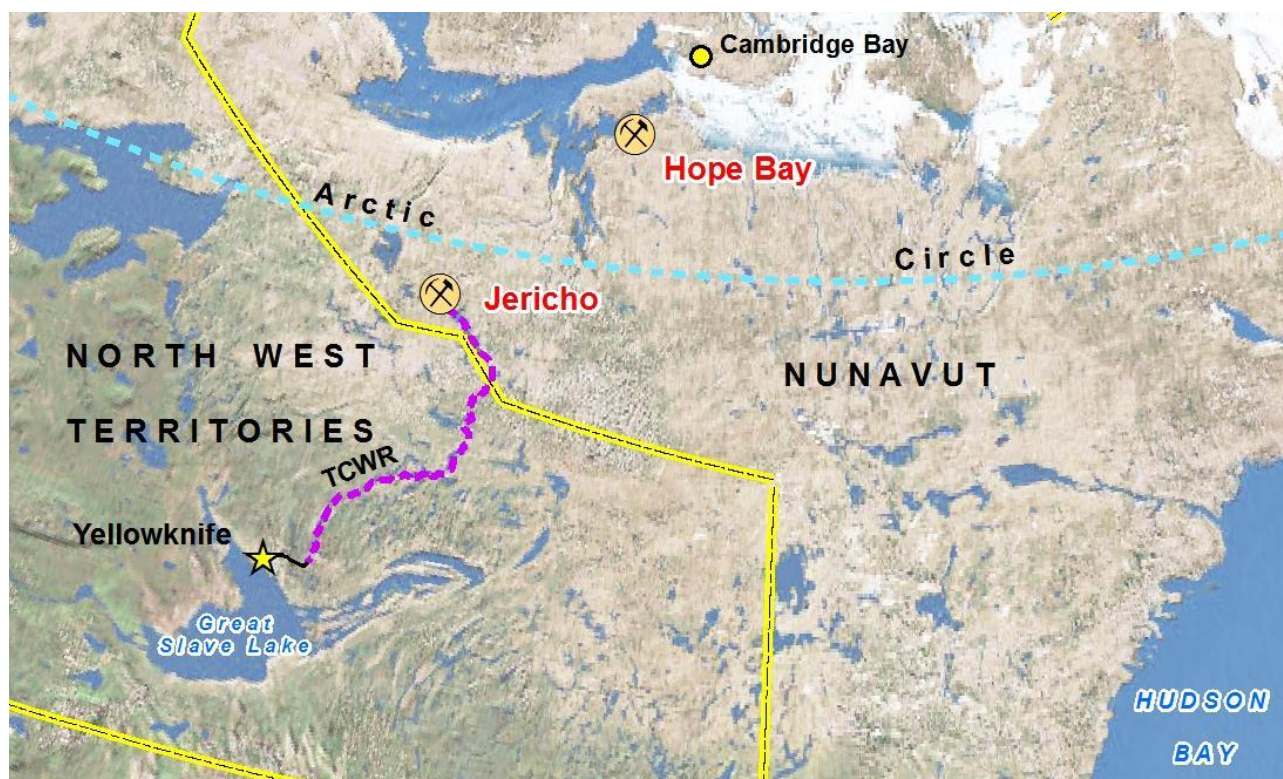 Cambridge Bay
Hope Bay
Arctic
Circle
Jericho
NORTH WEST
TERRITORIES
NUNAVUT
TCWR
Yellowknife
Great
Slave Lake
HUDSON
BAY